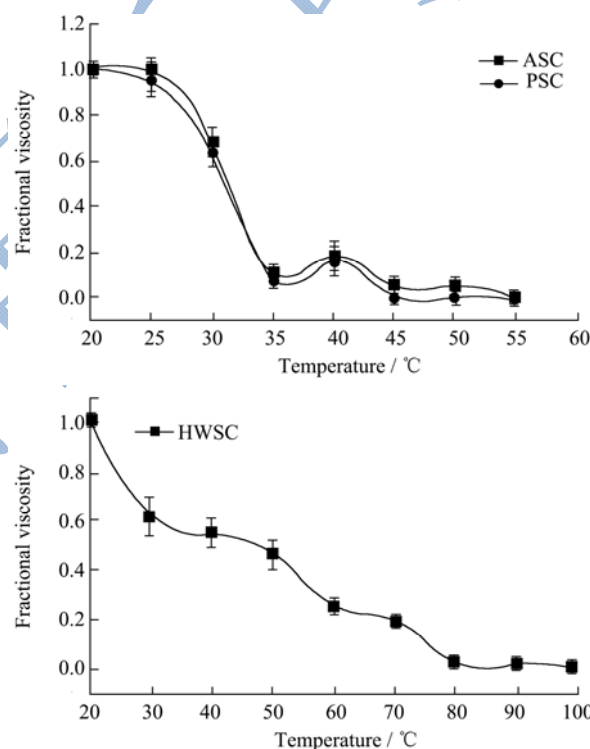 1.2
1.0
0.8
0.6
0.4
0.2
0.0
Fractional viscosity
ASC
PSC
20 25 30 35 40 45 50 55 60
Temperature / ℃
1.0
0.8
0.6
0.4
0.2
0.0
Fractional viscosity
HWSC
20 30 40 50 60 70 80 90 100
Temperature / ℃